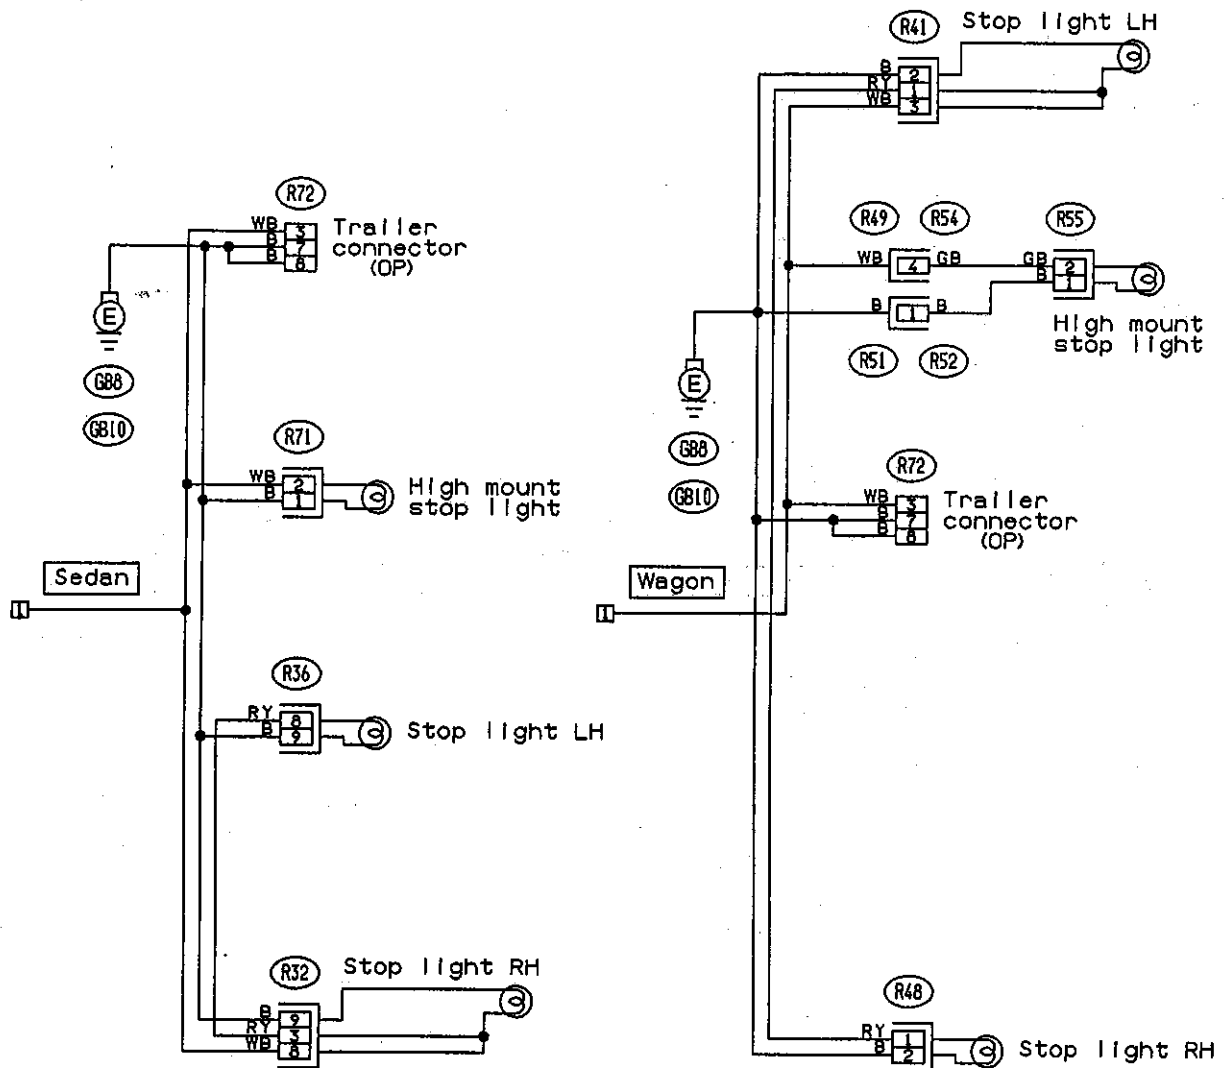 R72
WB 3 Trailer
B 7 connector
B 8 (OP)
E
GB8
GB10
R71
WB 2 High mount
B 1 stop light
Sedan
1
R36
RY 8
B 9 Stop light LH
R32 Stop light RH
B 9
RY 3
WB 8
R41 Stop light LH
B 2
RY 1
WB 3
R49 R54 R55
WB 4 GB GB 2
B 1 B B 1
High mount
stop light
R51 R52
E
GB8
GB10
R72
WB 3 Trailer
B 7 connector
B 8 (OP)
Wagon
1
R48
RY 1
B 2 Stop light RH